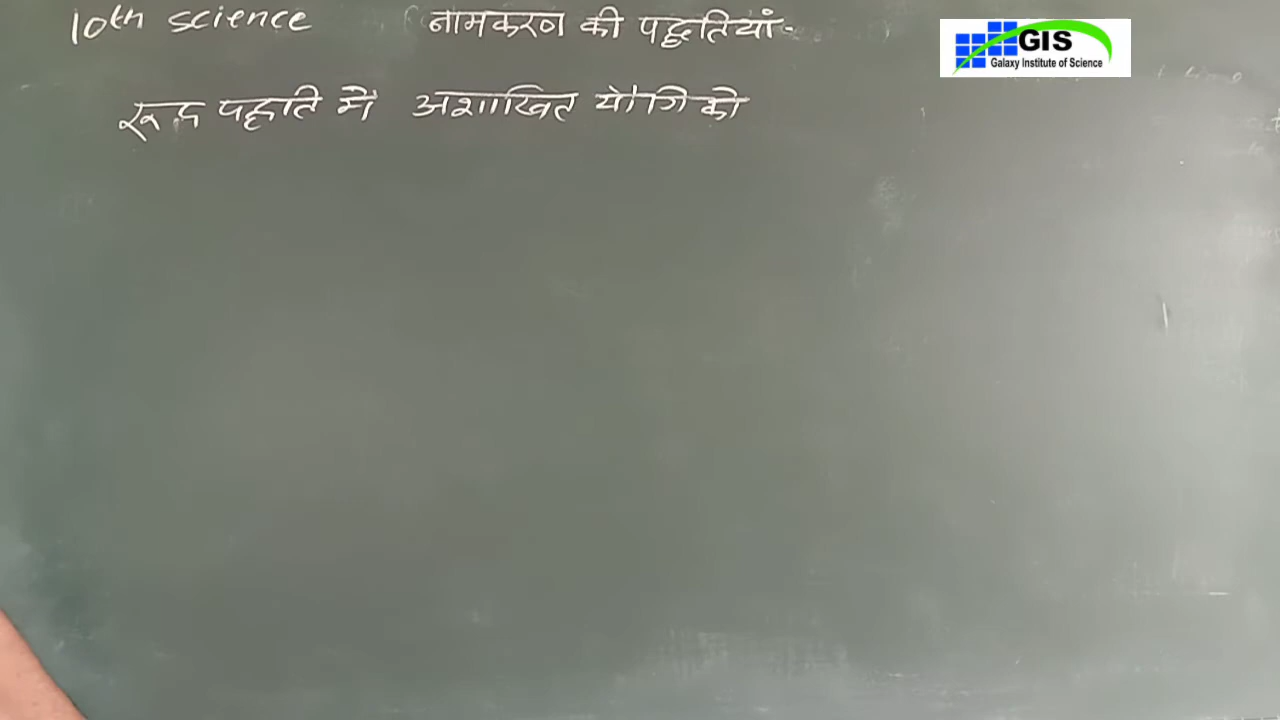 10th science नामकरण की पद्धतियां-
GIS
Galaxy Institute of Science
रूढ़ पद्धति में अशाखित यौगिको